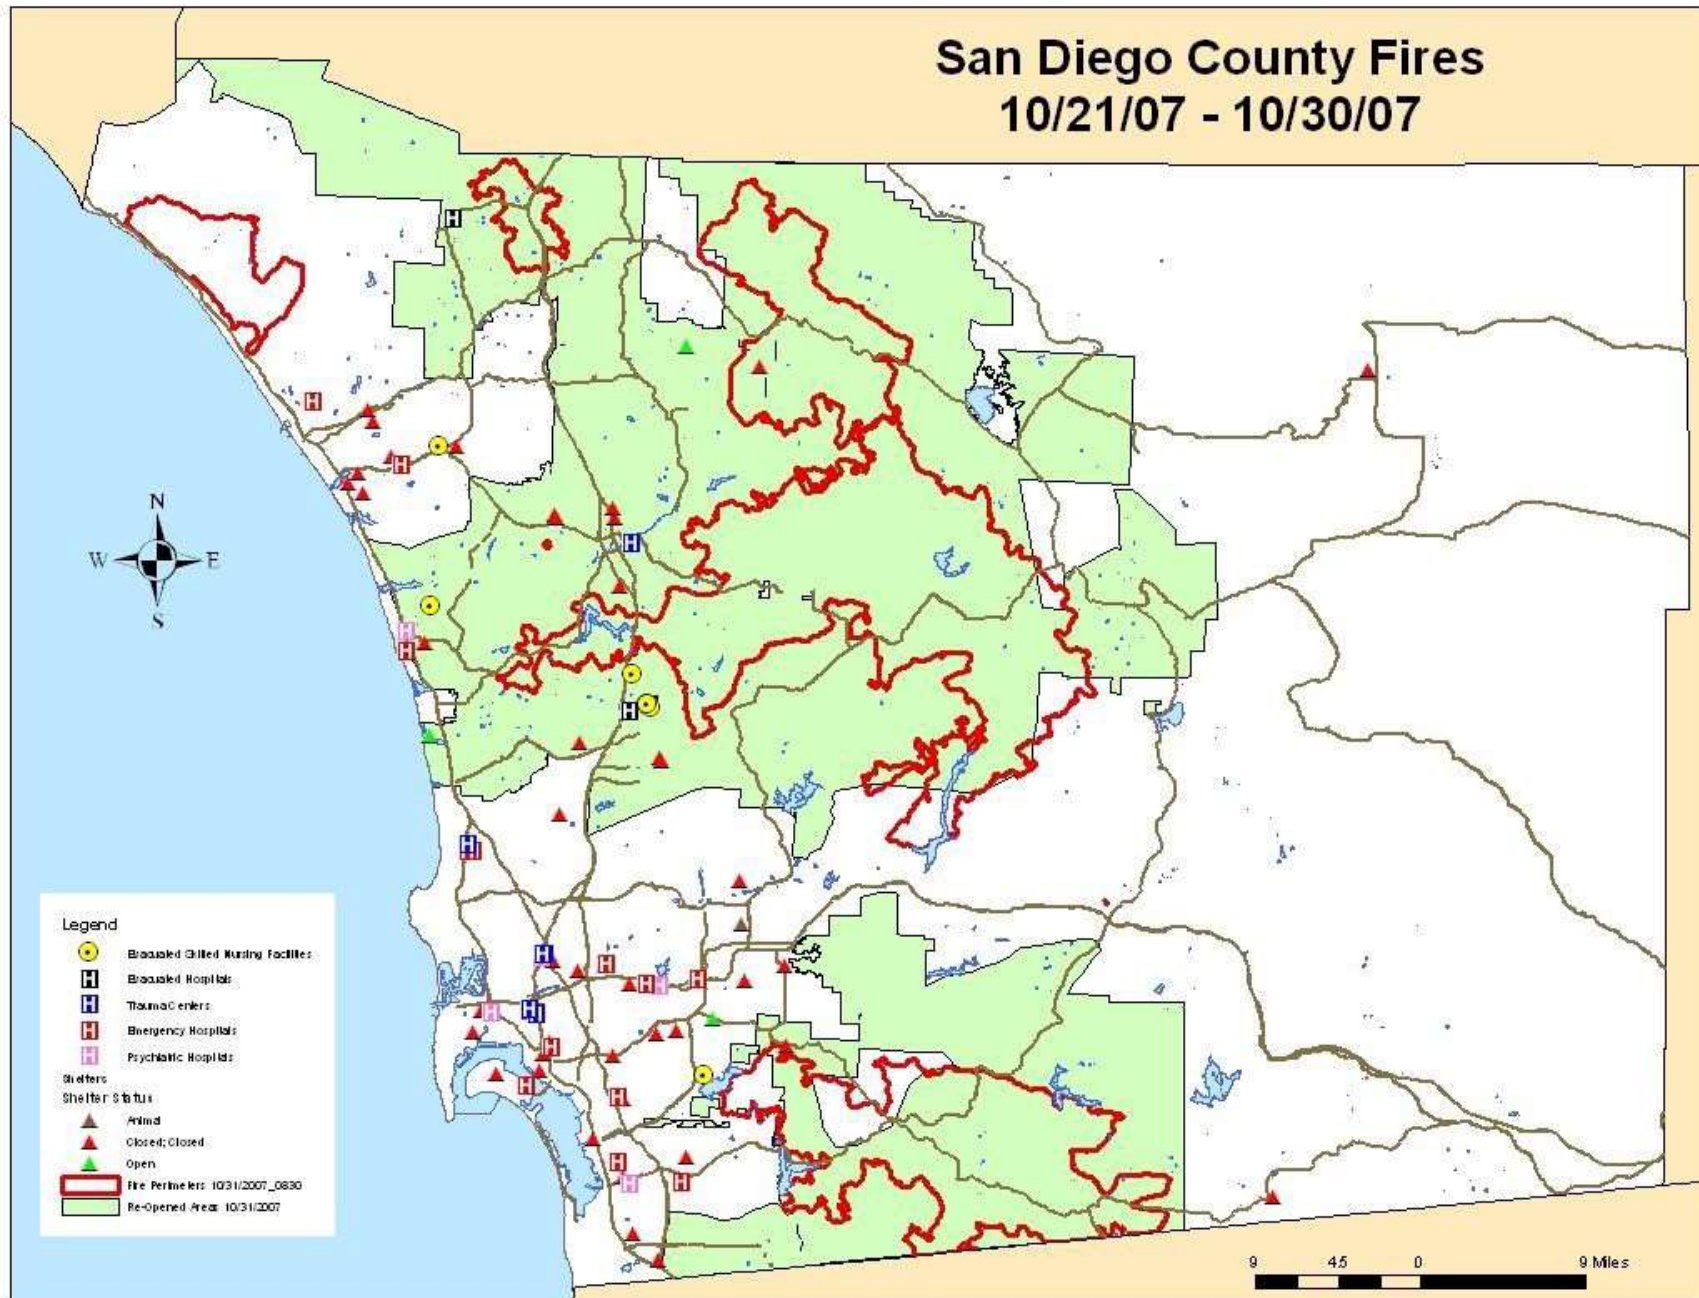 San Diego County Fires
10/21/07 - 10/30/07
N
W E
S
Legend
Evacuated Skilled Nursing Facilities
H Evacuated Hospitals
H Trauma Centers
H Emergency Hospitals
H Psychiatric Hospitals
Shelters
Shelter Status
Animal
Closed; Closed
Open
Fire Perimeters 10/31/2007_0830
Re-Opened Areas 10/31/2007
9 4.5 0 9 Miles